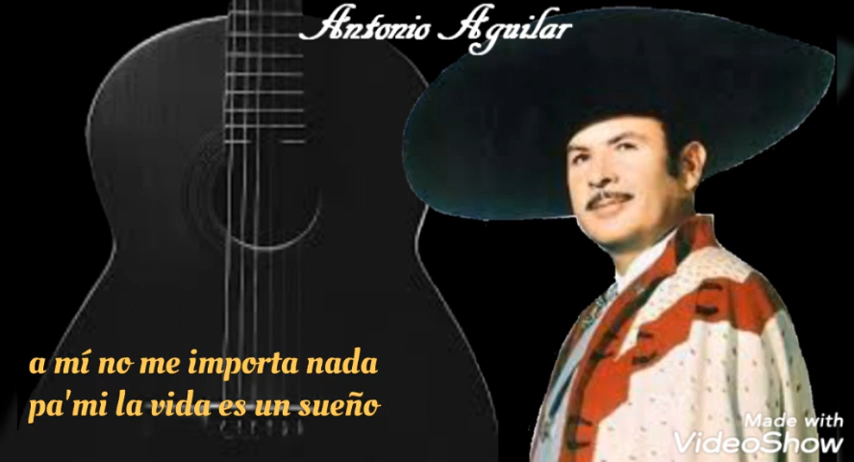 Antonio Aguilar
a mí no me importa nada
pa'mi la vida es un sueño
Made with
VideoShow